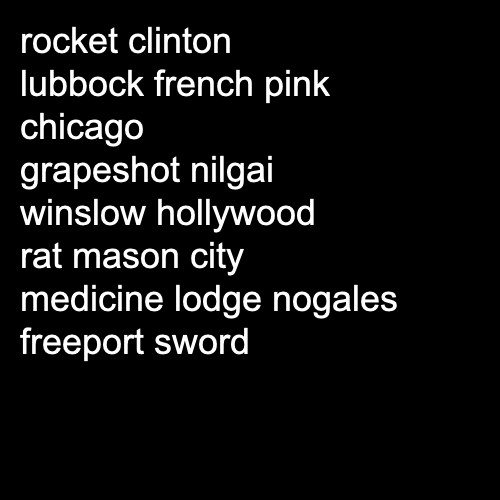 rocket clinton
lubbock french pink
chicago
grapeshot nilgai
winslow hollywood
rat mason city
medicine lodge nogales
freeport sword